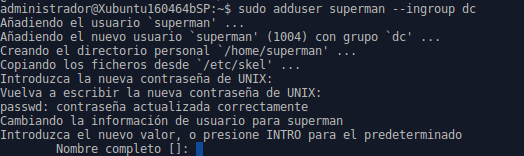 administrador@Xubuntu160464bSP:~$ sudo adduser superman --ingroup dc
Añadiendo el usuario `superman' ...
Añadiendo el nuevo usuario `superman' (1004) con grupo `dc' ...
Creando el directorio personal `/home/superman' ...
Copiando los ficheros desde `/etc/skel' ...
Introduzca la nueva contraseña de UNIX:
Vuelva a escribir la nueva contraseña de UNIX:
passwd: contraseña actualizada correctamente
Cambiando la información de usuario para superman
Introduzca el nuevo valor, o presione INTRO para el predeterminado
        Nombre completo []: